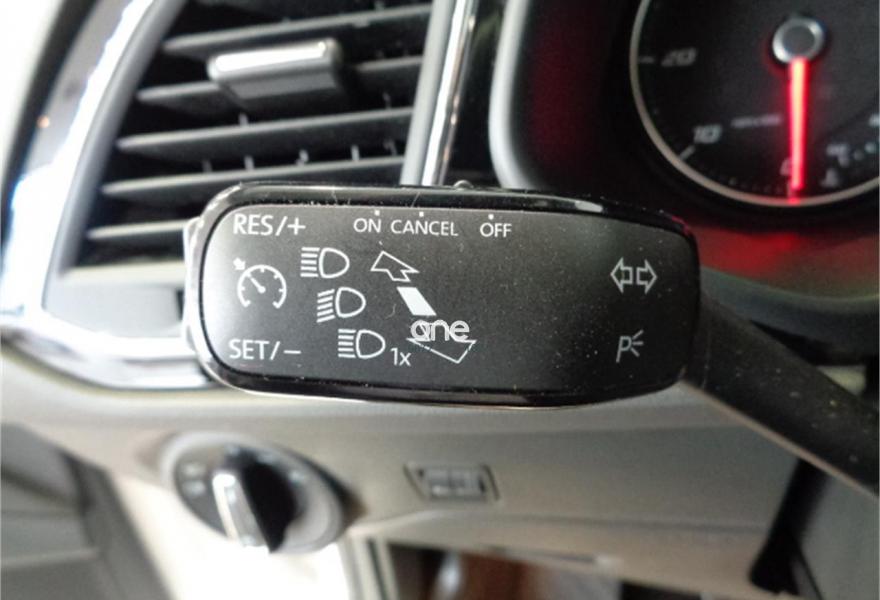 20
10
RES/+ ON CANCEL OFF
SET/− 1x
P
one